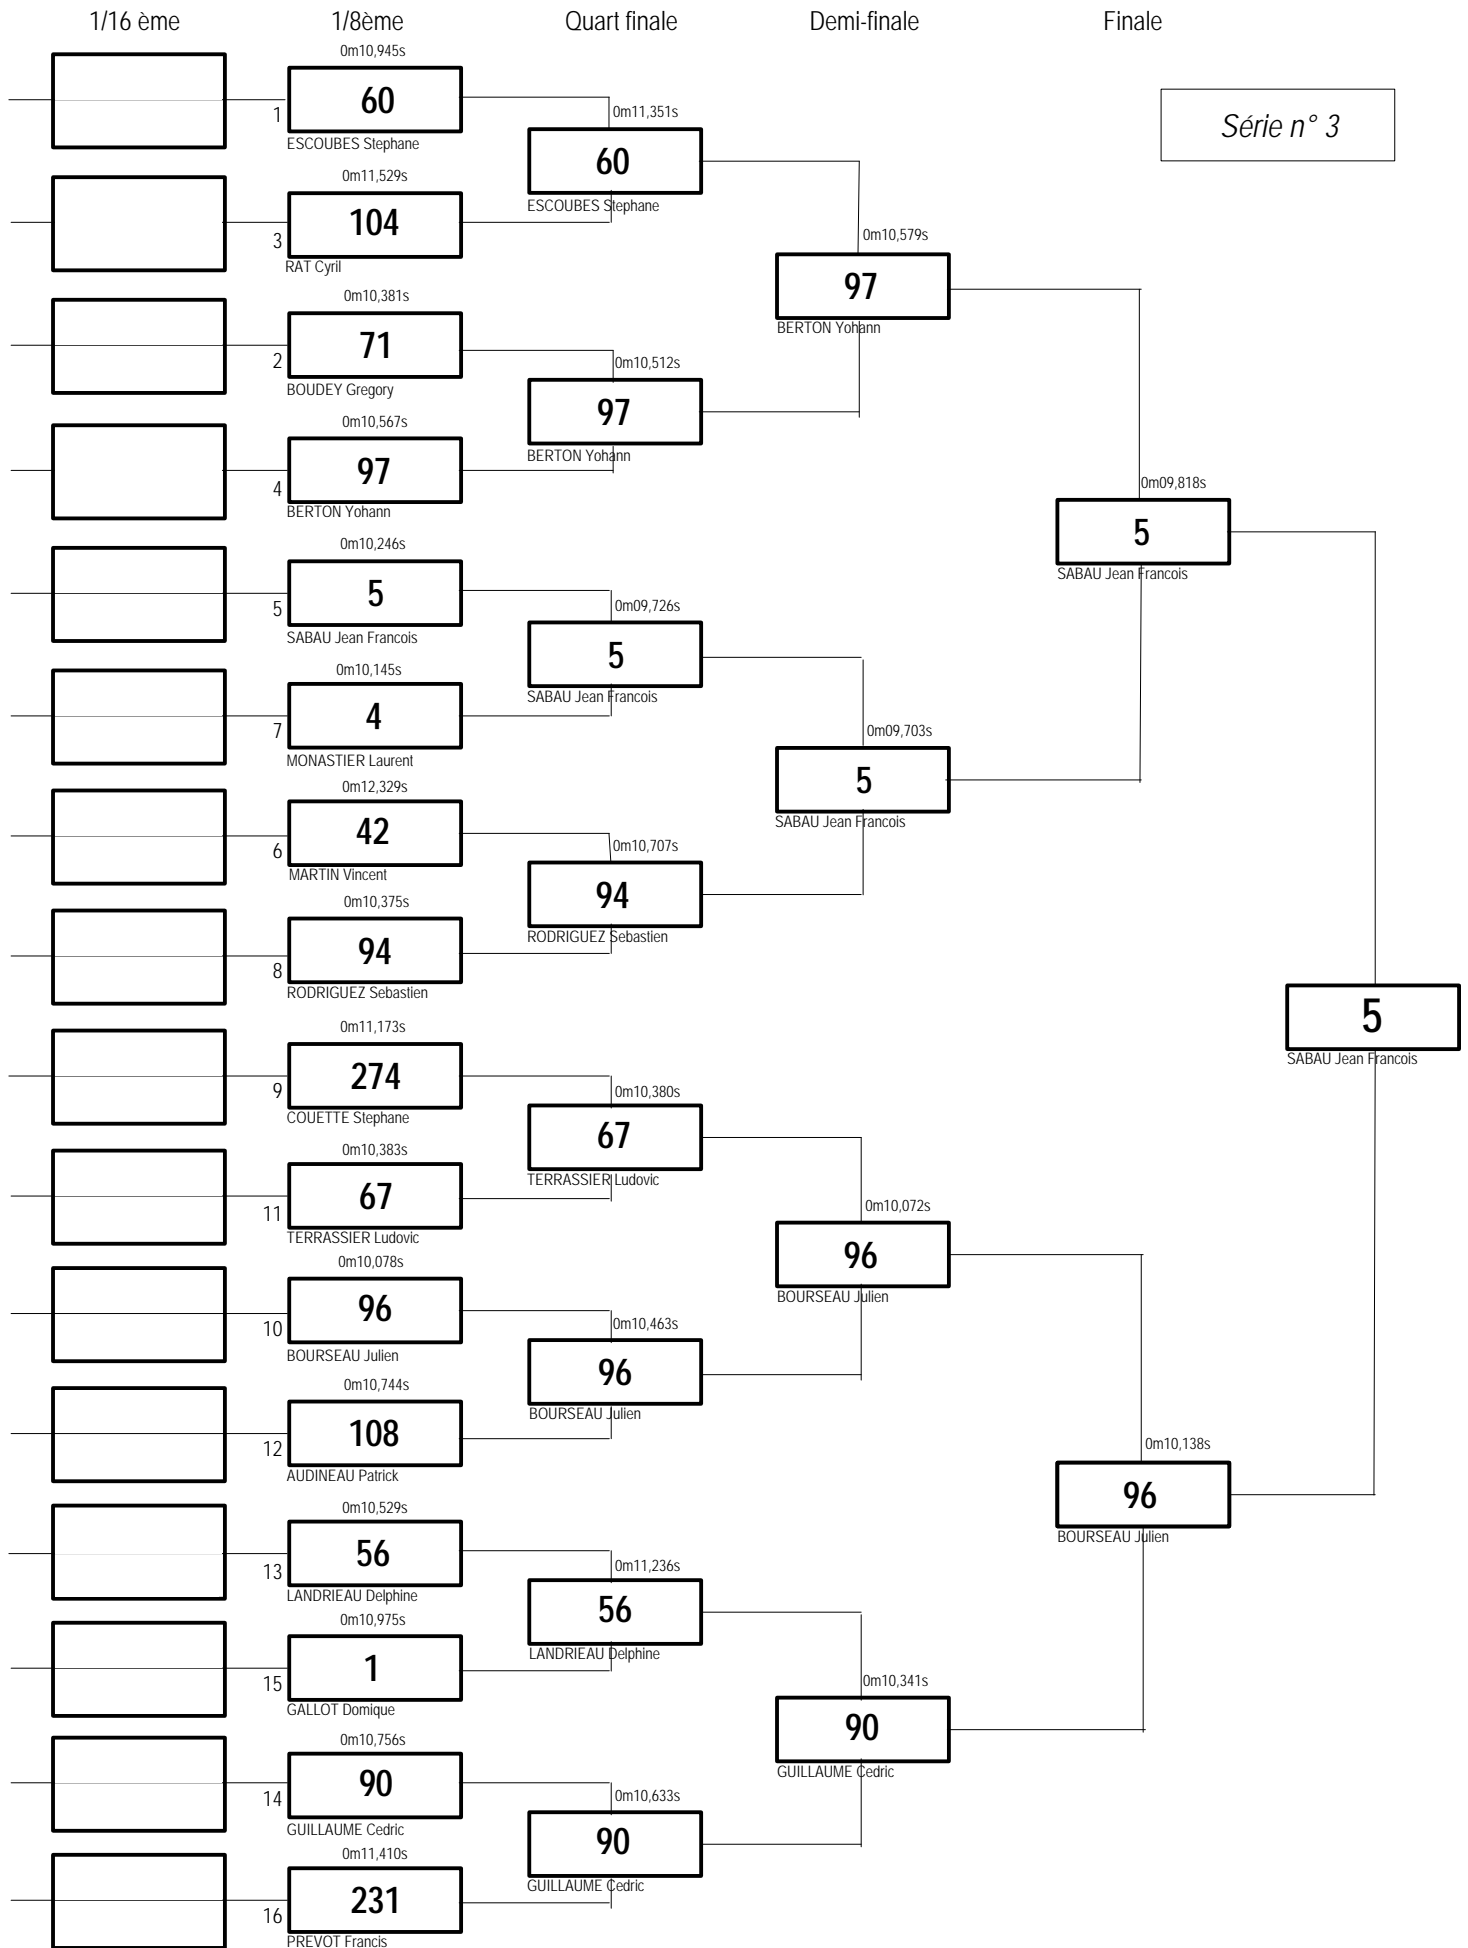 1/16 ème
1/8ème
Quart finale
Demi-finale
Finale
Série n° 3
0m10,945s
1
60
ESCOUBES Stephane
0m11,529s
3
104
RAT Cyril
0m10,381s
2
71
BOUDEY Gregory
0m10,567s
4
97
BERTON Yohann
0m10,246s
5
5
SABAU Jean Francois
0m10,145s
7
4
MONASTIER Laurent
0m12,329s
6
42
MARTIN Vincent
0m10,375s
8
94
RODRIGUEZ Sebastien
0m11,173s
9
274
COUETTE Stephane
0m10,383s
11
67
TERRASSIER Ludovic
0m10,078s
10
96
BOURSEAU Julien
0m10,744s
12
108
AUDINEAU Patrick
0m10,529s
13
56
LANDRIEAU Delphine
0m10,975s
15
1
GALLOT Domique
0m10,756s
14
90
GUILLAUME Cedric
0m11,410s
16
231
PREVOT Francis
0m11,351s
60
ESCOUBES Stephane
0m10,512s
97
BERTON Yohann
0m09,726s
5
SABAU Jean Francois
0m10,707s
94
RODRIGUEZ Sebastien
0m10,380s
67
TERRASSIER Ludovic
0m10,463s
96
BOURSEAU Julien
0m11,236s
56
LANDRIEAU Delphine
0m10,633s
90
GUILLAUME Cedric
0m10,579s
97
BERTON Yohann
0m09,703s
5
SABAU Jean Francois
0m10,072s
96
BOURSEAU Julien
0m10,341s
90
GUILLAUME Cedric
0m09,818s
5
SABAU Jean Francois
0m10,138s
96
BOURSEAU Julien
5
SABAU Jean Francois